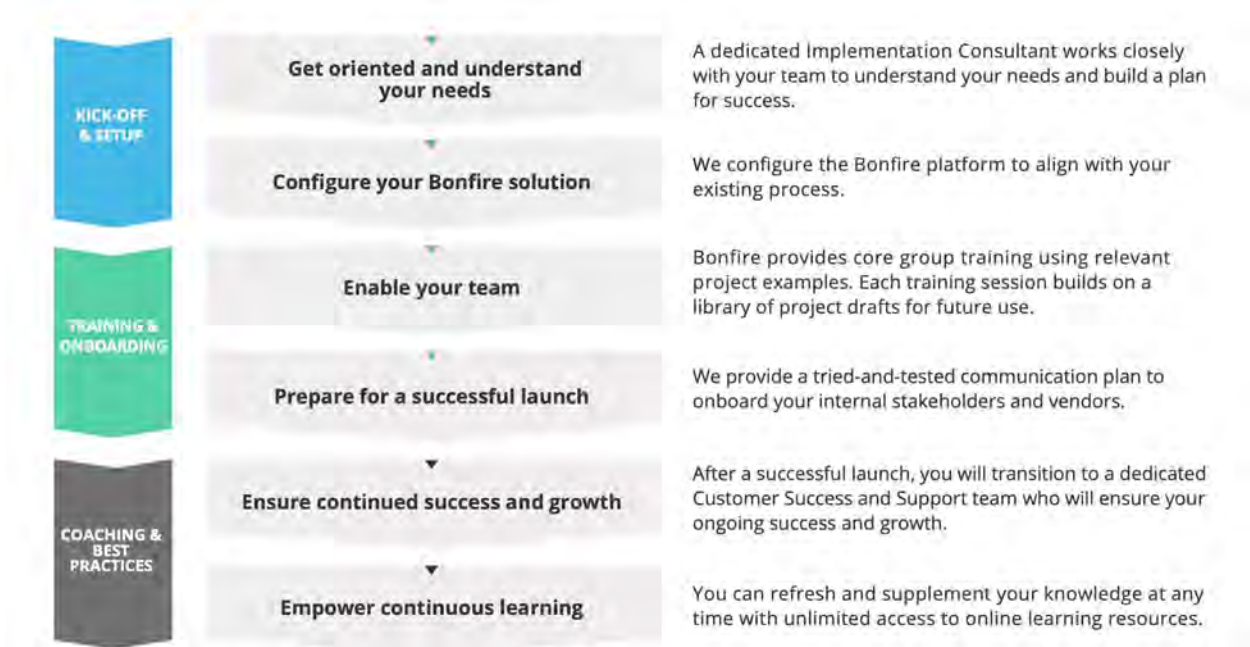 KICK-OFF
& SETUP
Get oriented and understand
your needs
A dedicated Implementation Consultant works closely
with your team to understand your needs and build a plan
for success.
Configure your Bonfire solution
We configure the Bonfire platform to align with your
existing process.
TRAINING &
ONBOARDING
Enable your team
Bonfire provides core group training using relevant
project examples. Each training session builds on a
library of project drafts for future use.
Prepare for a successful launch
We provide a tried-and-tested communication plan to
onboard your internal stakeholders and vendors.
COACHING &
BEST
PRACTICES
Ensure continued success and growth
After a successful launch, you will transition to a dedicated
Customer Success and Support team who will ensure your
ongoing success and growth.
Empower continuous learning
You can refresh and supplement your knowledge at any
time with unlimited access to online learning resources.